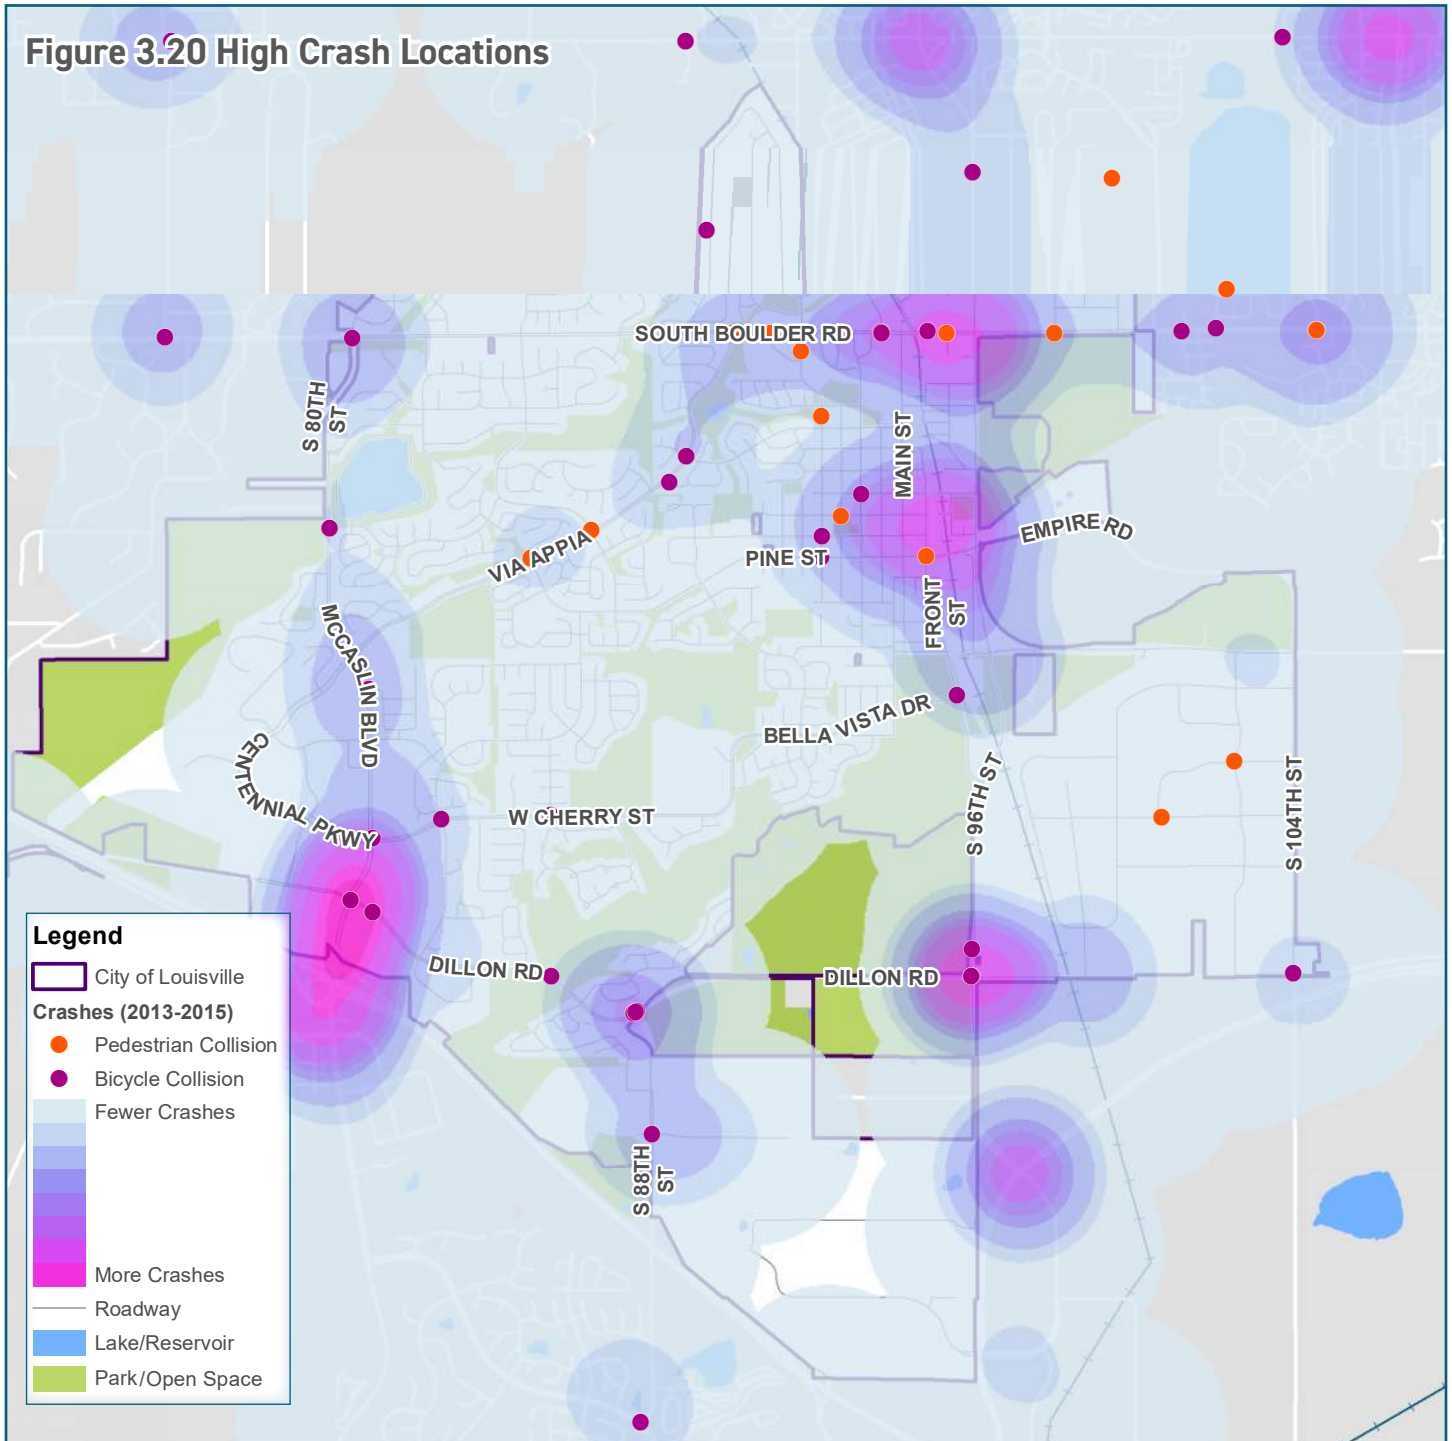 Figure 3.20 High Crash Locations
SOUTH BOULDER RD
S 80TH
ST
MAIN ST
EMPIRE RD
VIA APPIA
PINE ST
FRONT
ST
MCCASLIN BLVD
BELLA VISTA DR
CENTENNIAL PKWY
W CHERRY ST
S 96TH ST
S 104TH ST
DILLON RD
DILLON RD
S 88TH
ST
Legend
City of Louisville
Crashes (2013-2015)
Pedestrian Collision
Bicycle Collision
Fewer Crashes
More Crashes
Roadway
Lake/Reservoir
Park/Open Space